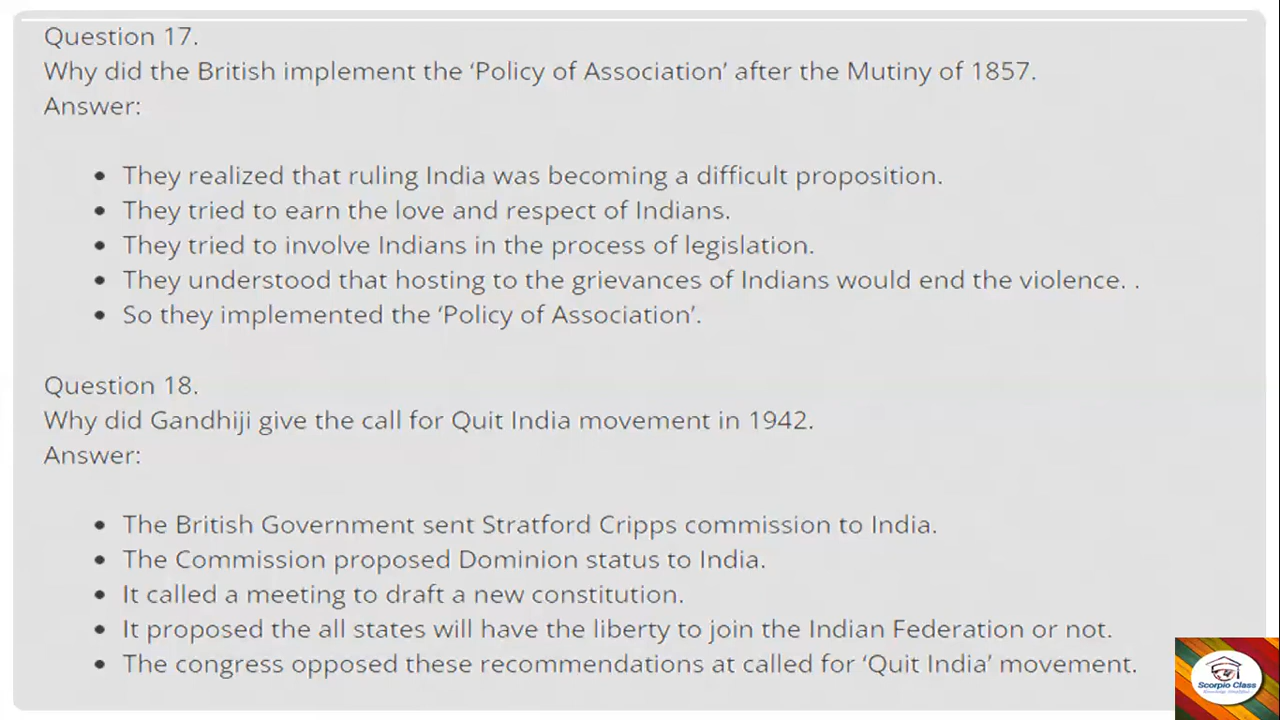 Question 17.
Why did the British implement the ‘Policy of Association’ after the Mutiny of 1857.
Answer:
• They realized that ruling India was becoming a difficult proposition.
• They tried to earn the love and respect of Indians.
• They tried to involve Indians in the process of legislation.
• They understood that hosting to the grievances of Indians would end the violence. .
• So they implemented the ‘Policy of Association’.
Question 18.
Why did Gandhiji give the call for Quit India movement in 1942.
Answer:
• The British Government sent Stratford Cripps commission to India.
• The Commission proposed Dominion status to India.
• It called a meeting to draft a new constitution.
• It proposed the all states will have the liberty to join the Indian Federation or not.
• The congress opposed these recommendations at called for ‘Quit India’ movement.
Scorpio Class